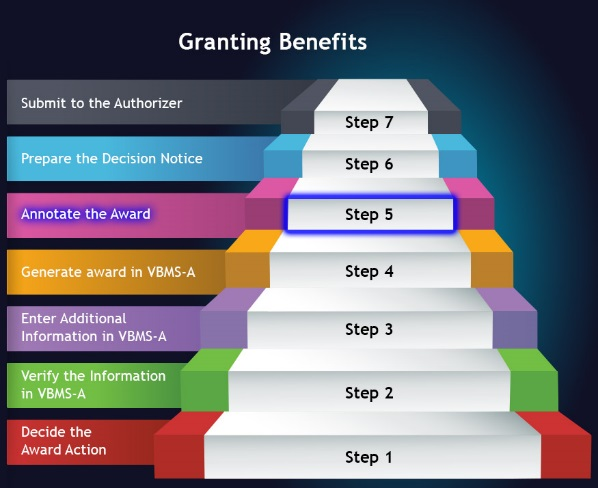 Granting Benefits
Submit to the Authorizer
Step 7
Prepare the Decision Notice
Step 6
Annotate the Award
Step 5
Generate award in VBMS-A
Step 4
Enter Additional
Information in VBMS-A
Step 3
Verify the Information
in VBMS-A
Step 2
Decide the
Award Action
Step 1